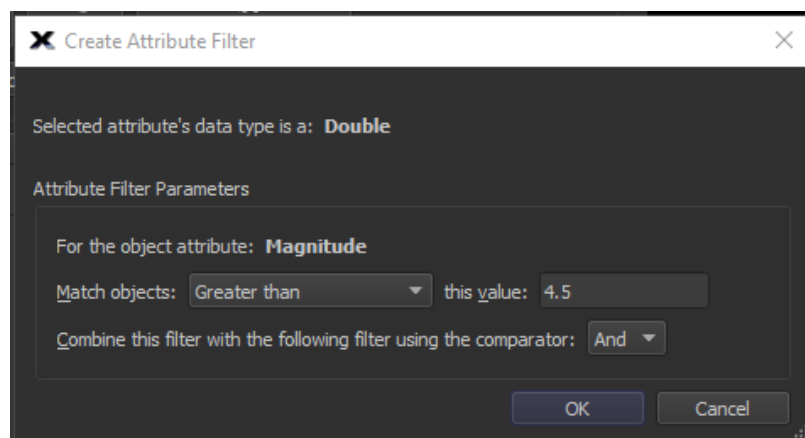 Create Attribute Filter
Selected attribute's data type is a: Double
Attribute Filter Parameters
For the object attribute: Magnitude
Match objects: Greater than this value: 4.5
Combine this filter with the following filter using the comparator: And
OK Cancel